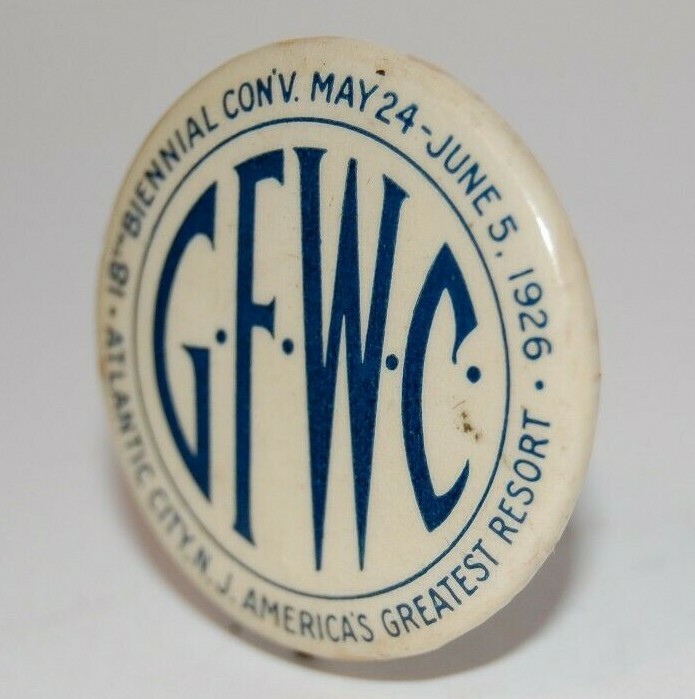 18TH BIENNIAL CON'V. MAY 24-JUNE 5, 1926 •
ATLANTIC CITY, N. J. AMERICA'S GREATEST RESORT •
G•F•W•C•